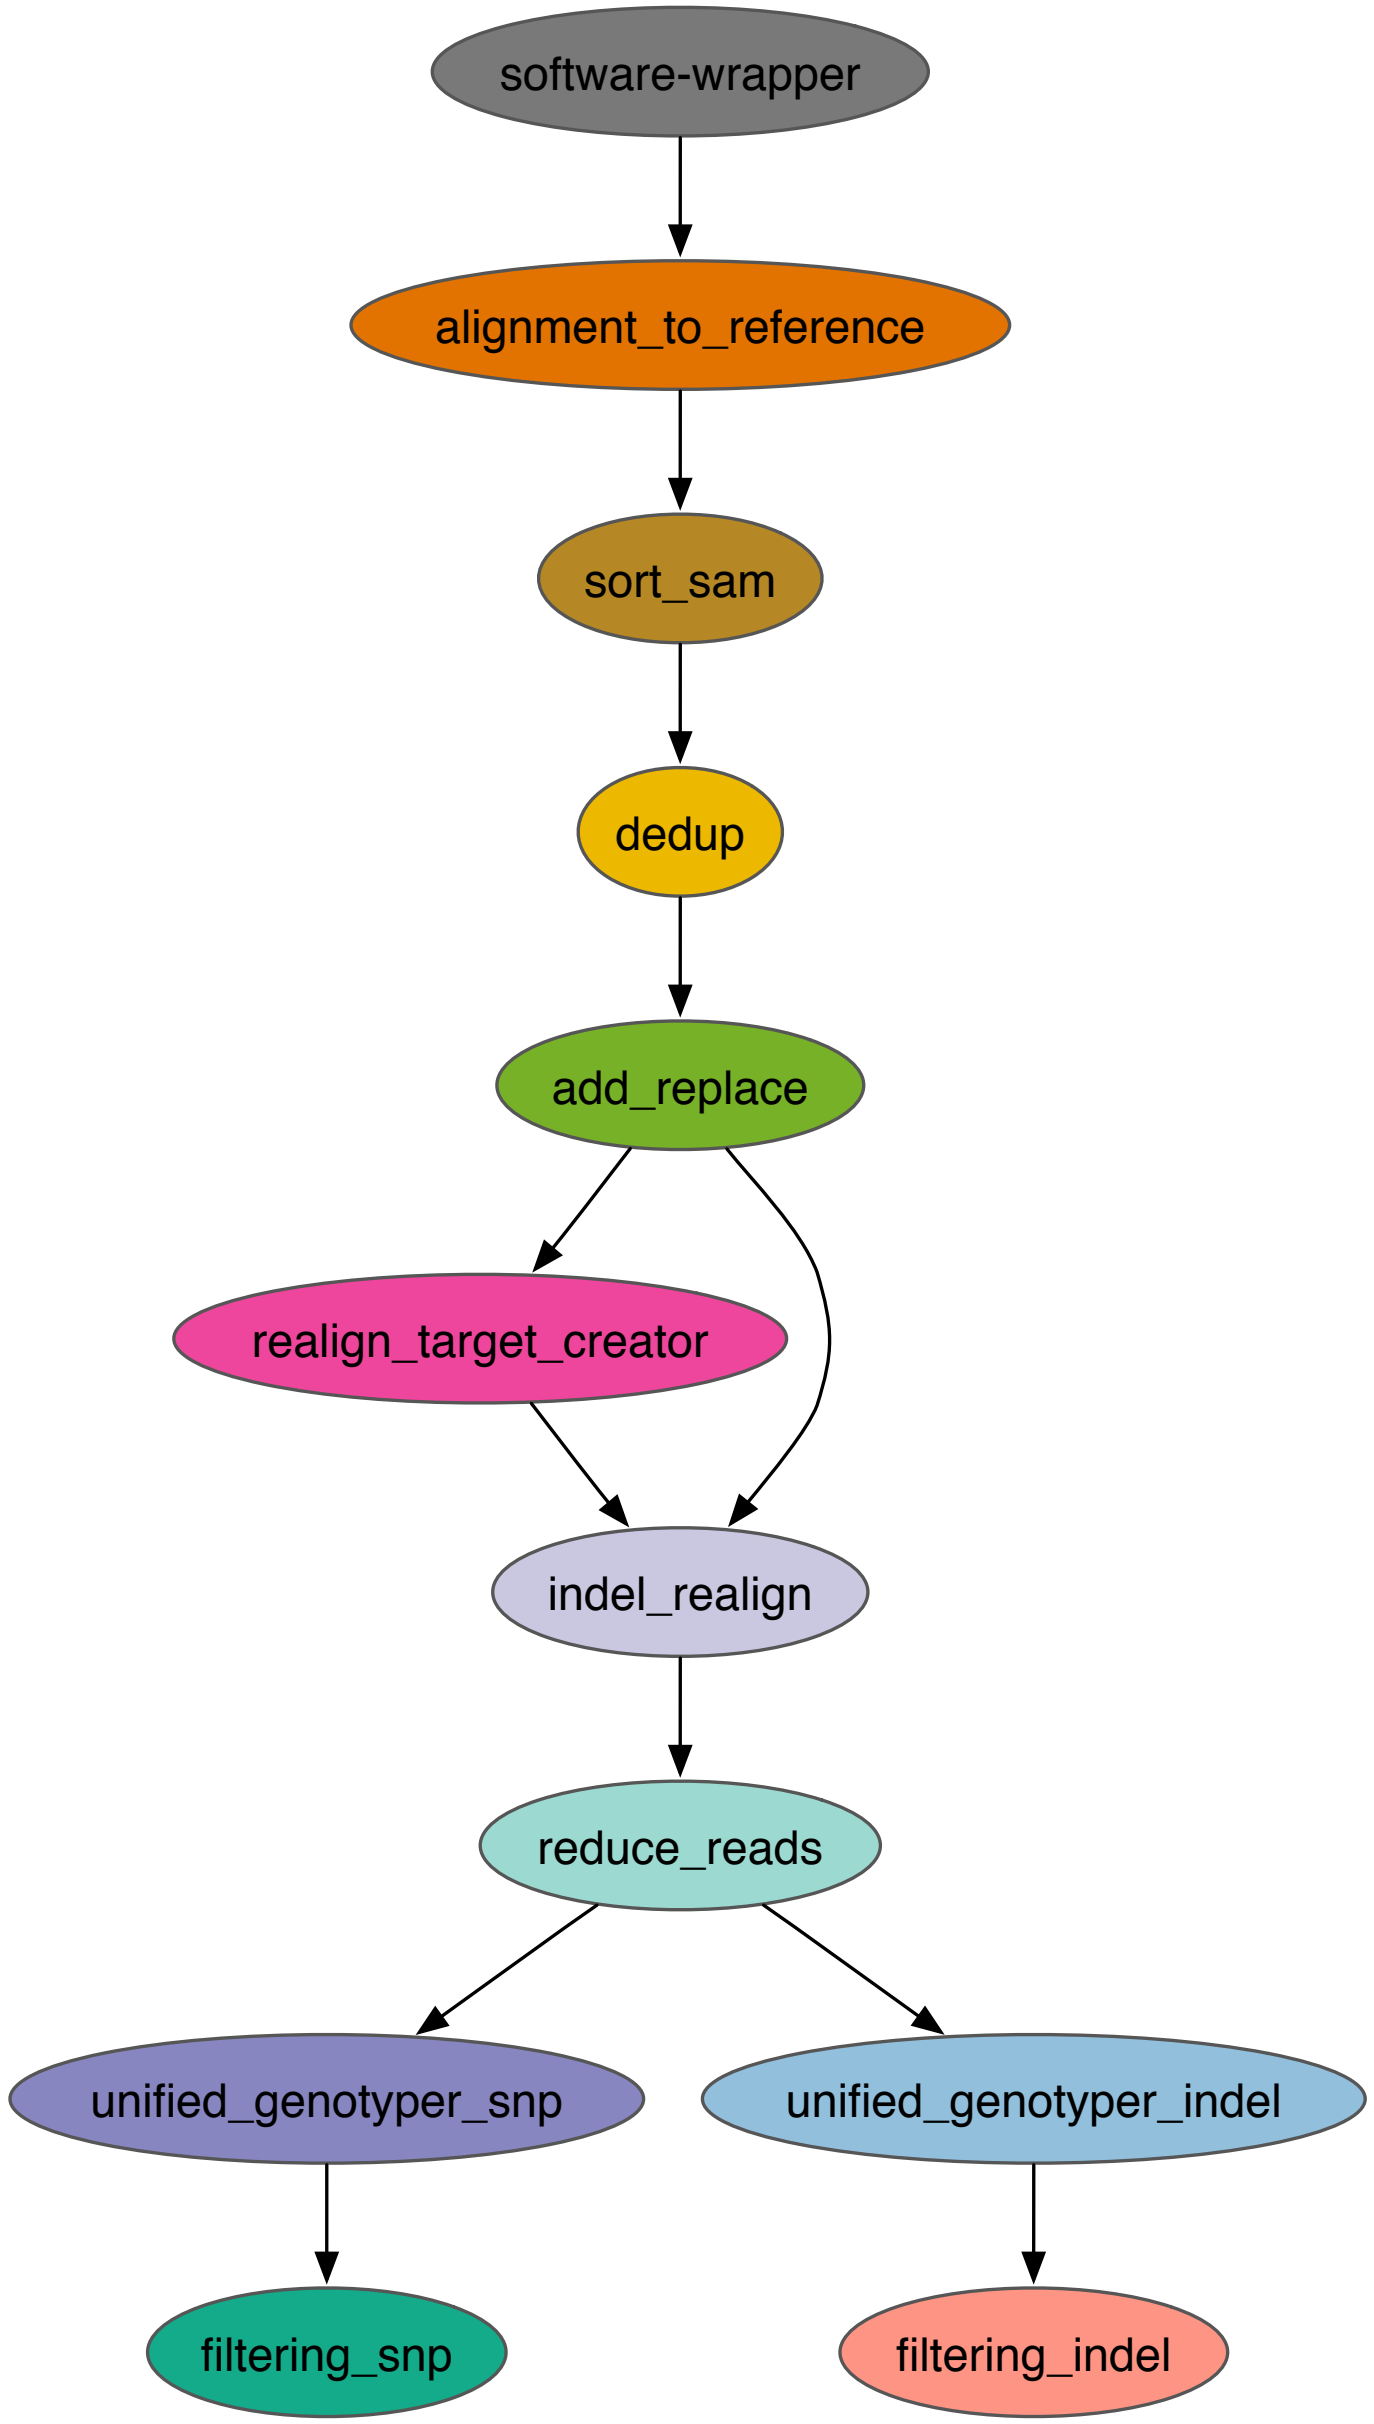 software-wrapper
alignment_to_reference
sort_sam
dedup
add_replace
realign_target_creator
indel_realign
reduce_reads
unified_genotyper_snp
unified_genotyper_indel
filtering_snp
filtering_indel